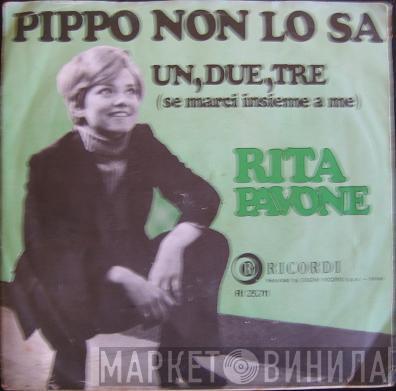 PIPPO NON LO SA
UN, DUE, TRE
(se marci insieme a me)
RITA
PAVONE
R RICORDI
МАРКЕТ ВИНИЛА